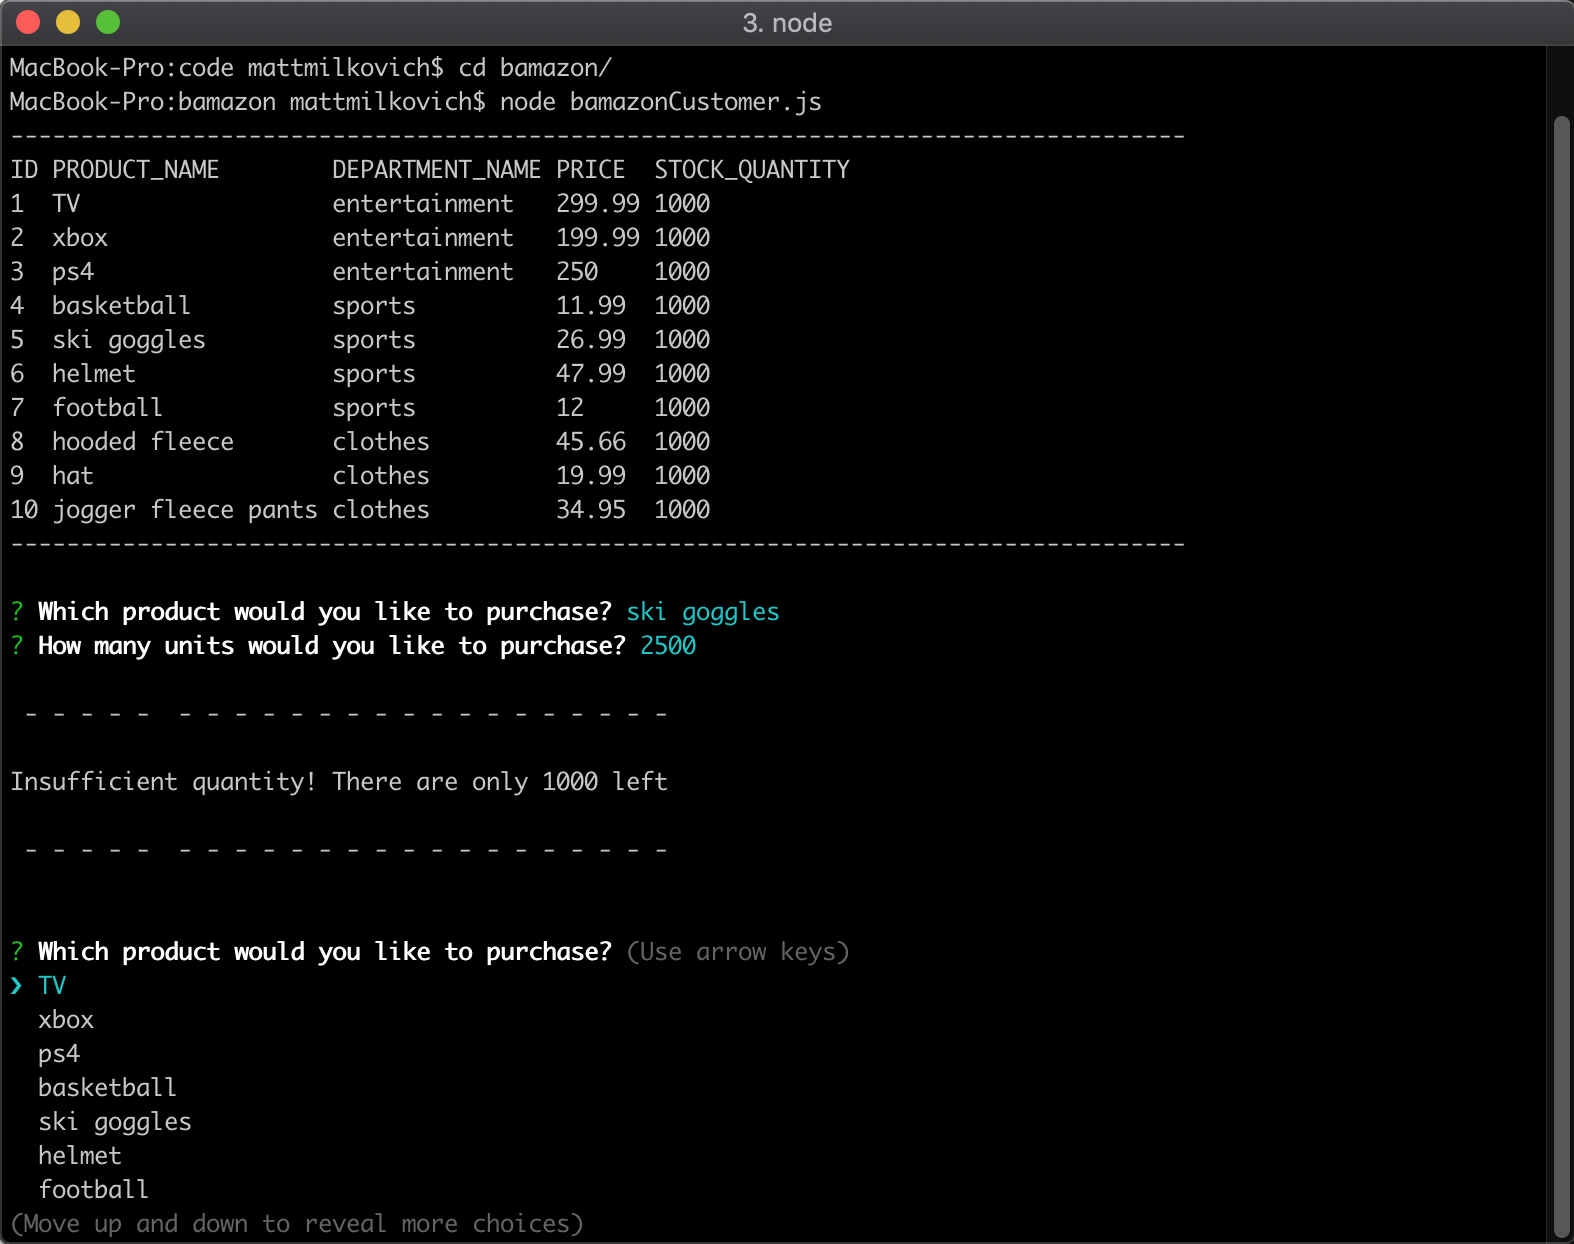 3. node
MacBook-Pro:code mattmilkovich$ cd bamazon/
MacBook-Pro:bamazon mattmilkovich$ node bamazonCustomer.js
------------------------------------------------------------------------------------
ID PRODUCT_NAME        DEPARTMENT_NAME PRICE  STOCK_QUANTITY
1  TV                  entertainment   299.99 1000
2  xbox                entertainment   199.99 1000
3  ps4                 entertainment   250    1000
4  basketball          sports          11.99  1000
5  ski goggles         sports          26.99  1000
6  helmet              sports          47.99  1000
7  football            sports          12     1000
8  hooded fleece       clothes         45.66  1000
9  hat                 clothes         19.99  1000
10 jogger fleece pants clothes         34.95  1000
------------------------------------------------------------------------------------
? Which product would you like to purchase? ski goggles
? How many units would you like to purchase? 2500
 - - - - -  - - - - - - - - - - - - - - - - - -
Insufficient quantity! There are only 1000 left
 - - - - -  - - - - - - - - - - - - - - - - - -
? Which product would you like to purchase? (Use arrow keys)
❯ TV
  xbox
  ps4
  basketball
  ski goggles
  helmet
  football
(Move up and down to reveal more choices)